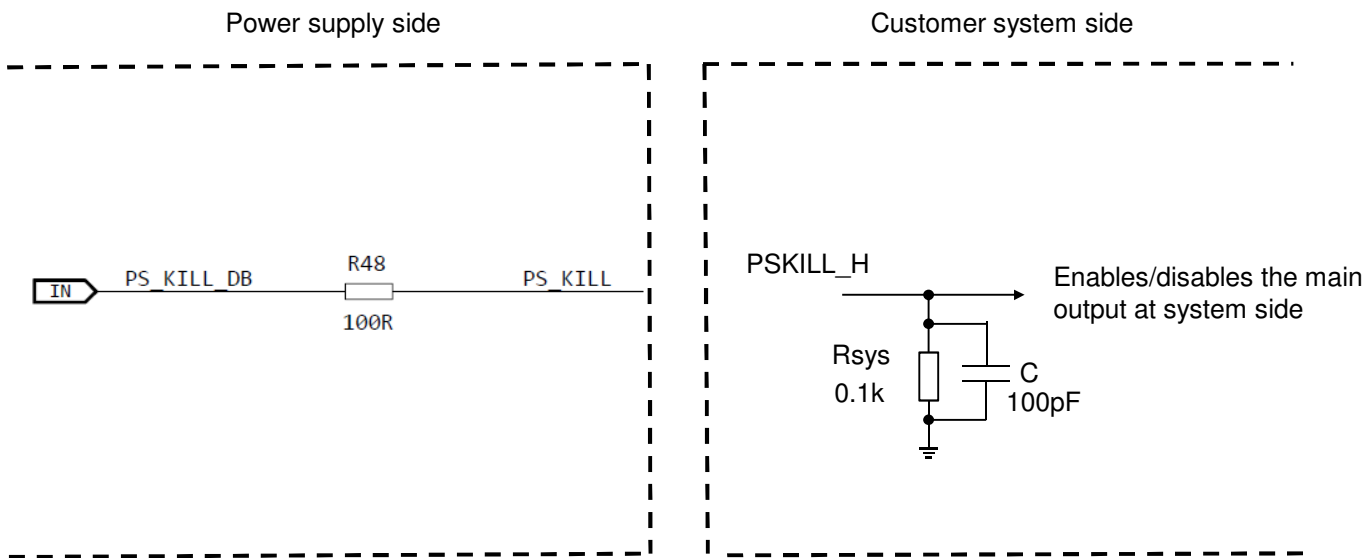 Power supply side
Customer system side
IN
PS_KILL_DB
R48
100R
PS_KILL
PSKILL_H
Enables/disables the main
output at system side
Rsys
0.1k
C
100pF